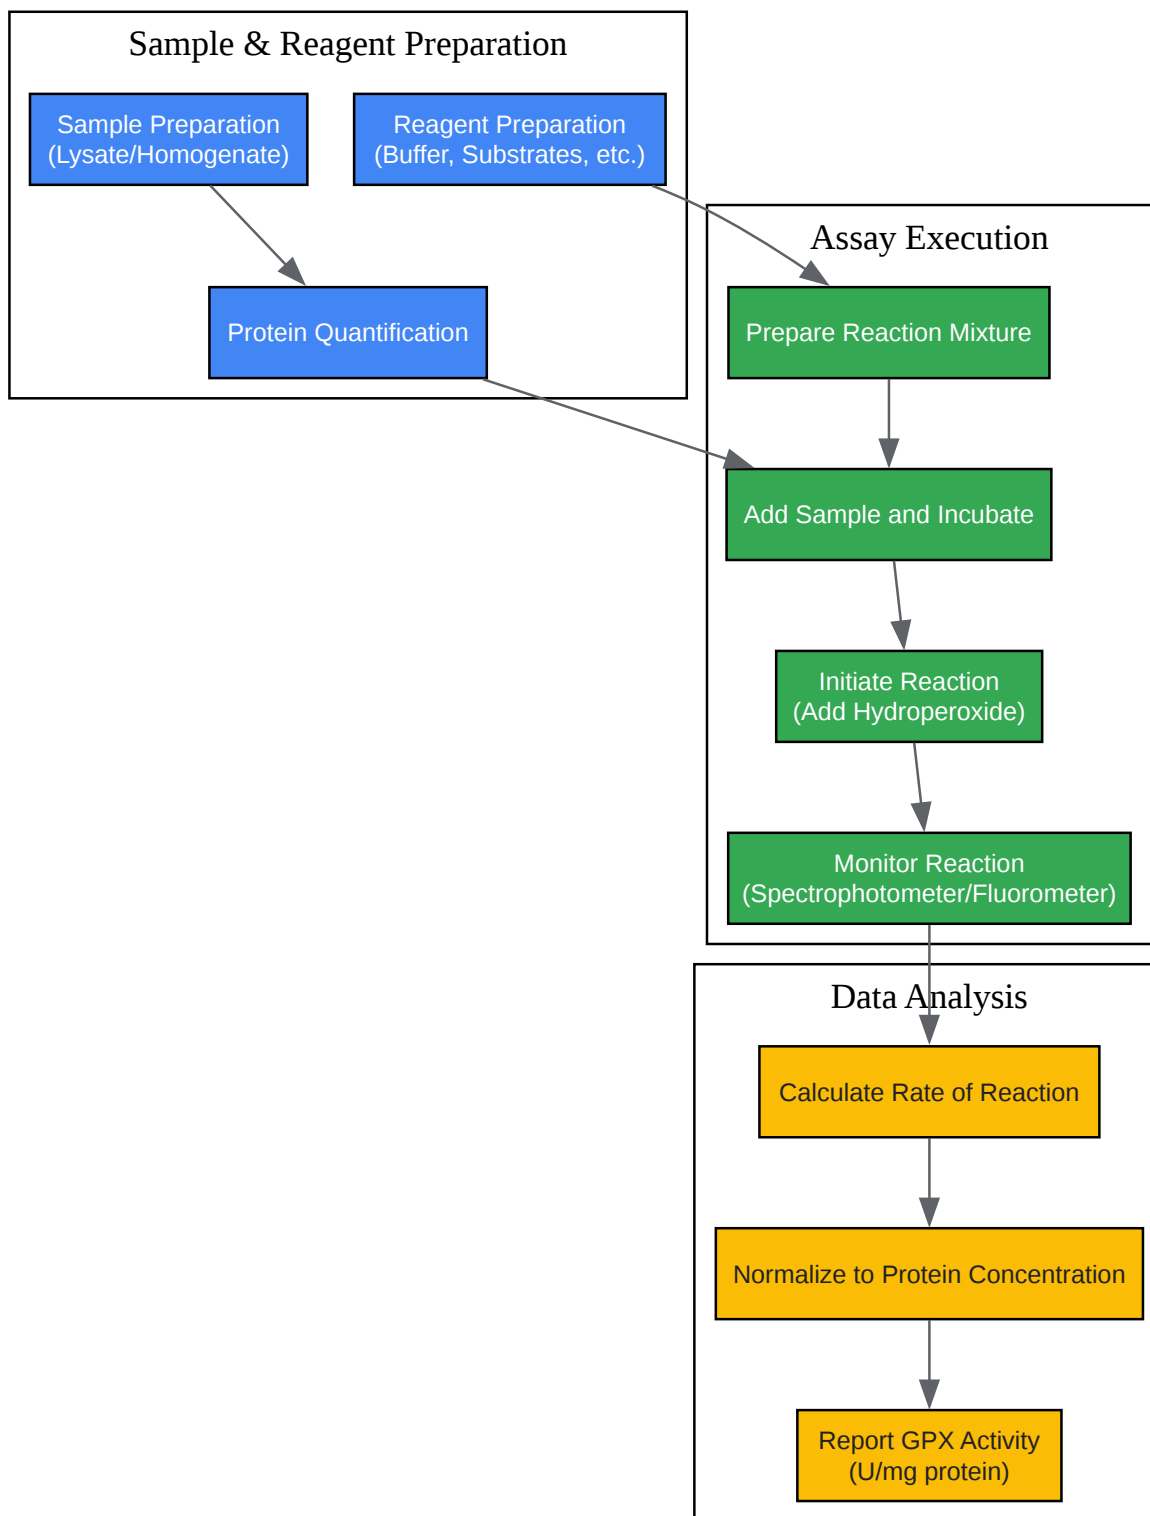 Sample & Reagent Preparation
Sample Preparation
(Lysate/Homogenate)
Reagent Preparation
(Buffer, Substrates, etc.)
Protein Quantification
Assay Execution
Prepare Reaction Mixture
Add Sample and Incubate
Initiate Reaction
(Add Hydroperoxide)
Monitor Reaction
(Spectrophotometer/Fluorometer)
Data Analysis
Calculate Rate of Reaction
Normalize to Protein Concentration
Report GPX Activity
(U/mg protein)